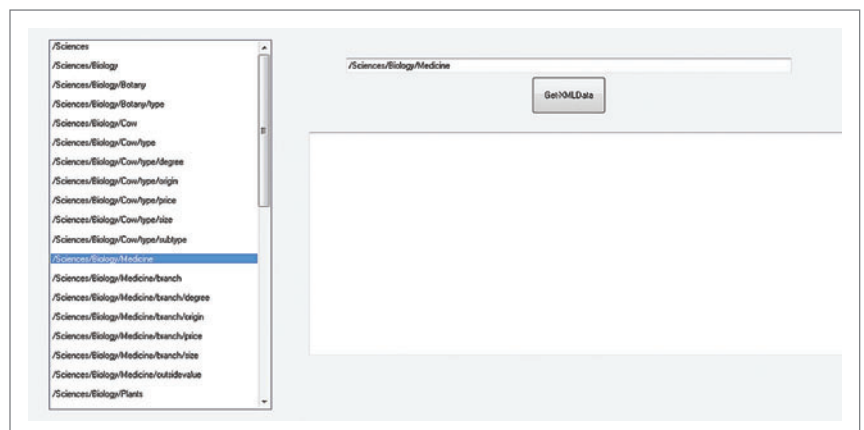 /Sciences
/Sciences/Biology
/Sciences/Biology/Botany
/Sciences/Biology/Botany/type
/Sciences/Biology/Cow
/Sciences/Biology/Cow/type
/Sciences/Biology/Cow/type/degree
/Sciences/Biology/Cow/type/origin
/Sciences/Biology/Cow/type/price
/Sciences/Biology/Cow/type/size
/Sciences/Biology/Cow/type/subtype
/Sciences/Biology/Medicine
/Sciences/Biology/Medicine/branch
/Sciences/Biology/Medicine/branch/degree
/Sciences/Biology/Medicine/branch/origin
/Sciences/Biology/Medicine/branch/price
/Sciences/Biology/Medicine/branch/size
/Sciences/Biology/Medicine/outsidevalue
/Sciences/Biology/Plants
/Sciences/Biology/Medicine
GetXMLData